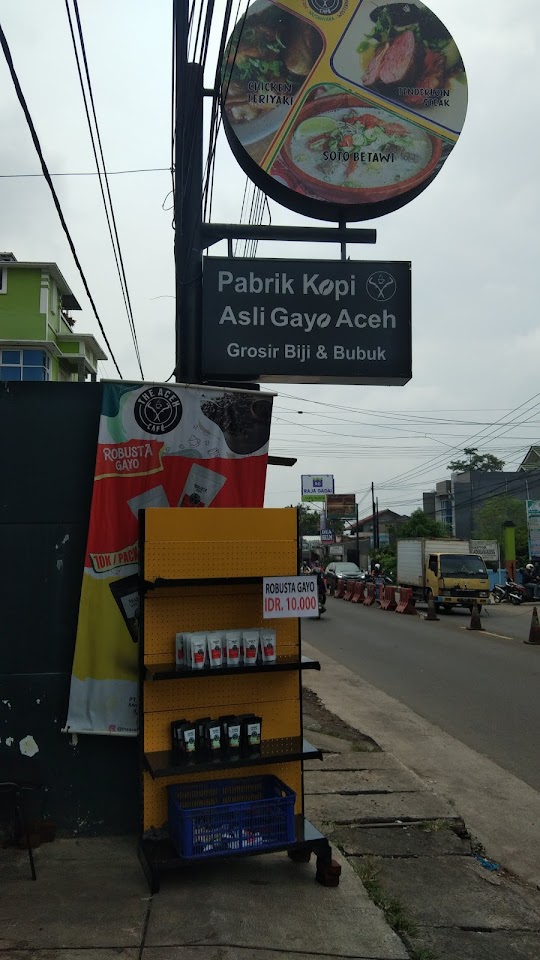 CAFE
CHICKEN
TERIYAKI
TENDERLOIN
STEAK
SOTO BETAWI
Pabrik Kopi
Asli Gayo Aceh
Grosir Biji & Bubuk
THE ACEH
CAFE
ROBUSTA
GAYO
10K / PACK
ROBUSTA GAYO
IDR. 10.000
RAJA GADAI